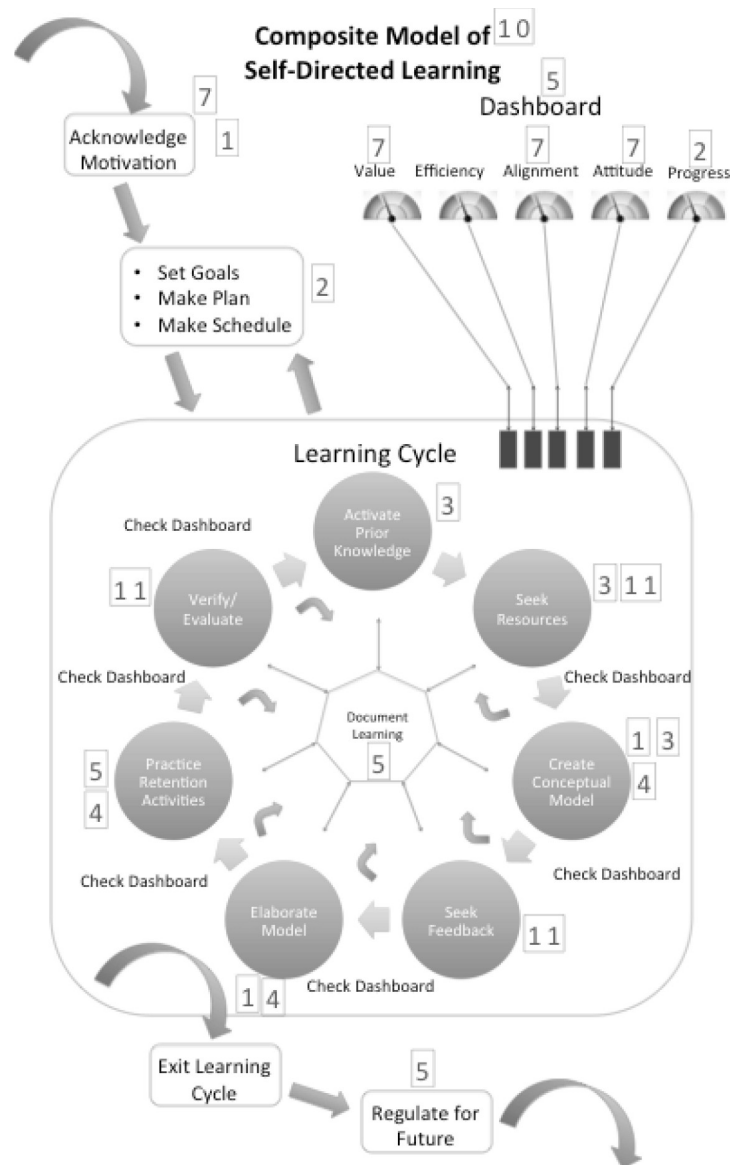 Composite Model of 10
Self-Directed Learning
7
Acknowledge
Motivation
1
5
Dashboard
7 7 7 2
Value Efficiency Alignment Attitude Progress
• Set Goals
• Make Plan
• Make Schedule
2
Learning Cycle
Activate
Prior
Knowledge
3
Check Dashboard
Seek
Resources
3 11
Check Dashboard
Create
Conceptual
Model
1 3
4
Check Dashboard
Seek
Feedback
11
Check Dashboard
Elaborate
Model
1 4
Check Dashboard
Practice
Retention
Activities
5
4
Check Dashboard
Verify/
Evaluate
11
Document
Learning
5
Exit Learning
Cycle
5
Regulate for
Future